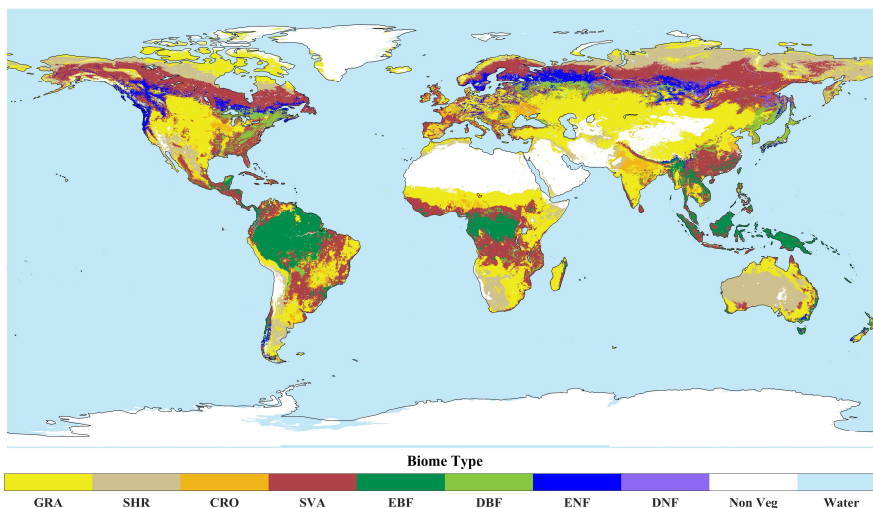 Biome Type
GRA SHR CRO SVA EBF DBF ENF DNF Non Veg Water